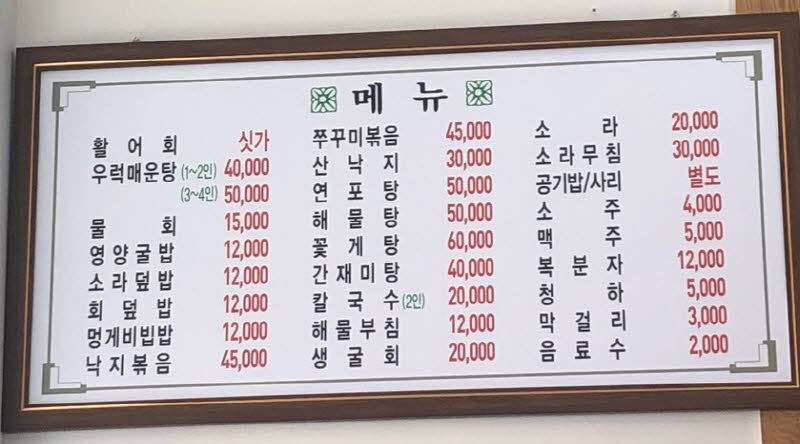 메 뉴
활 어 회 싯가
우럭매운탕 (1~2인) 40,000
(3~4인) 50,000
물 회 15,000
영양굴밥 12,000
소라덮밥 12,000
회 덮 밥 12,000
멍게비빔밥 12,000
낙지볶음 45,000
쭈꾸미볶음 45,000
산 낙 지 30,000
연 포 탕 50,000
해 물 탕 50,000
꽃 게 탕 60,000
간재미탕 40,000
칼 국 수 (2인) 20,000
해물부침 12,000
생 굴 회 20,000
소 라 20,000
소라무침 30,000
공기밥/사리 별도
소 주 4,000
맥 주 5,000
복 분 자 12,000
청 하 5,000
막 걸 리 3,000
음 료 수 2,000